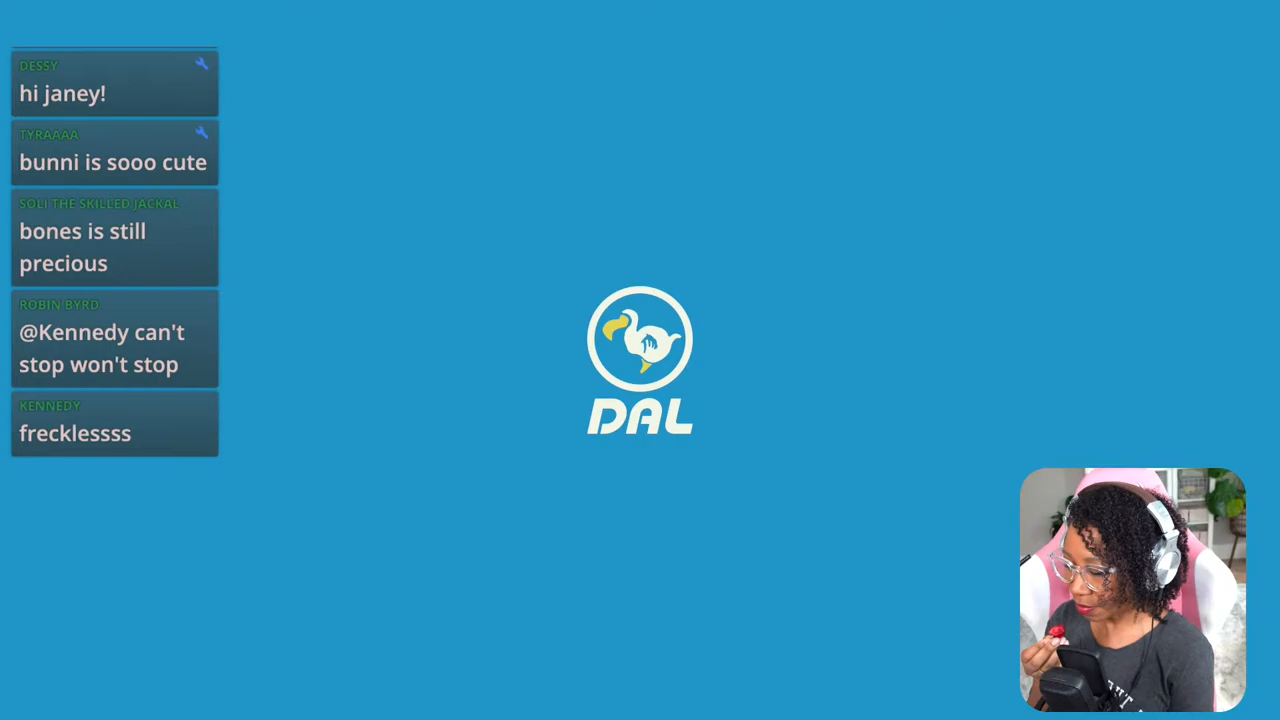 DESSY
hi janey!
TYRAAAA
bunni is sooo cute
SOLI THE SKILLED JACKAL
bones is still
precious
ROBIN BYRD
@Kennedy can't
stop won't stop
KENNEDY
frecklessss
DAL